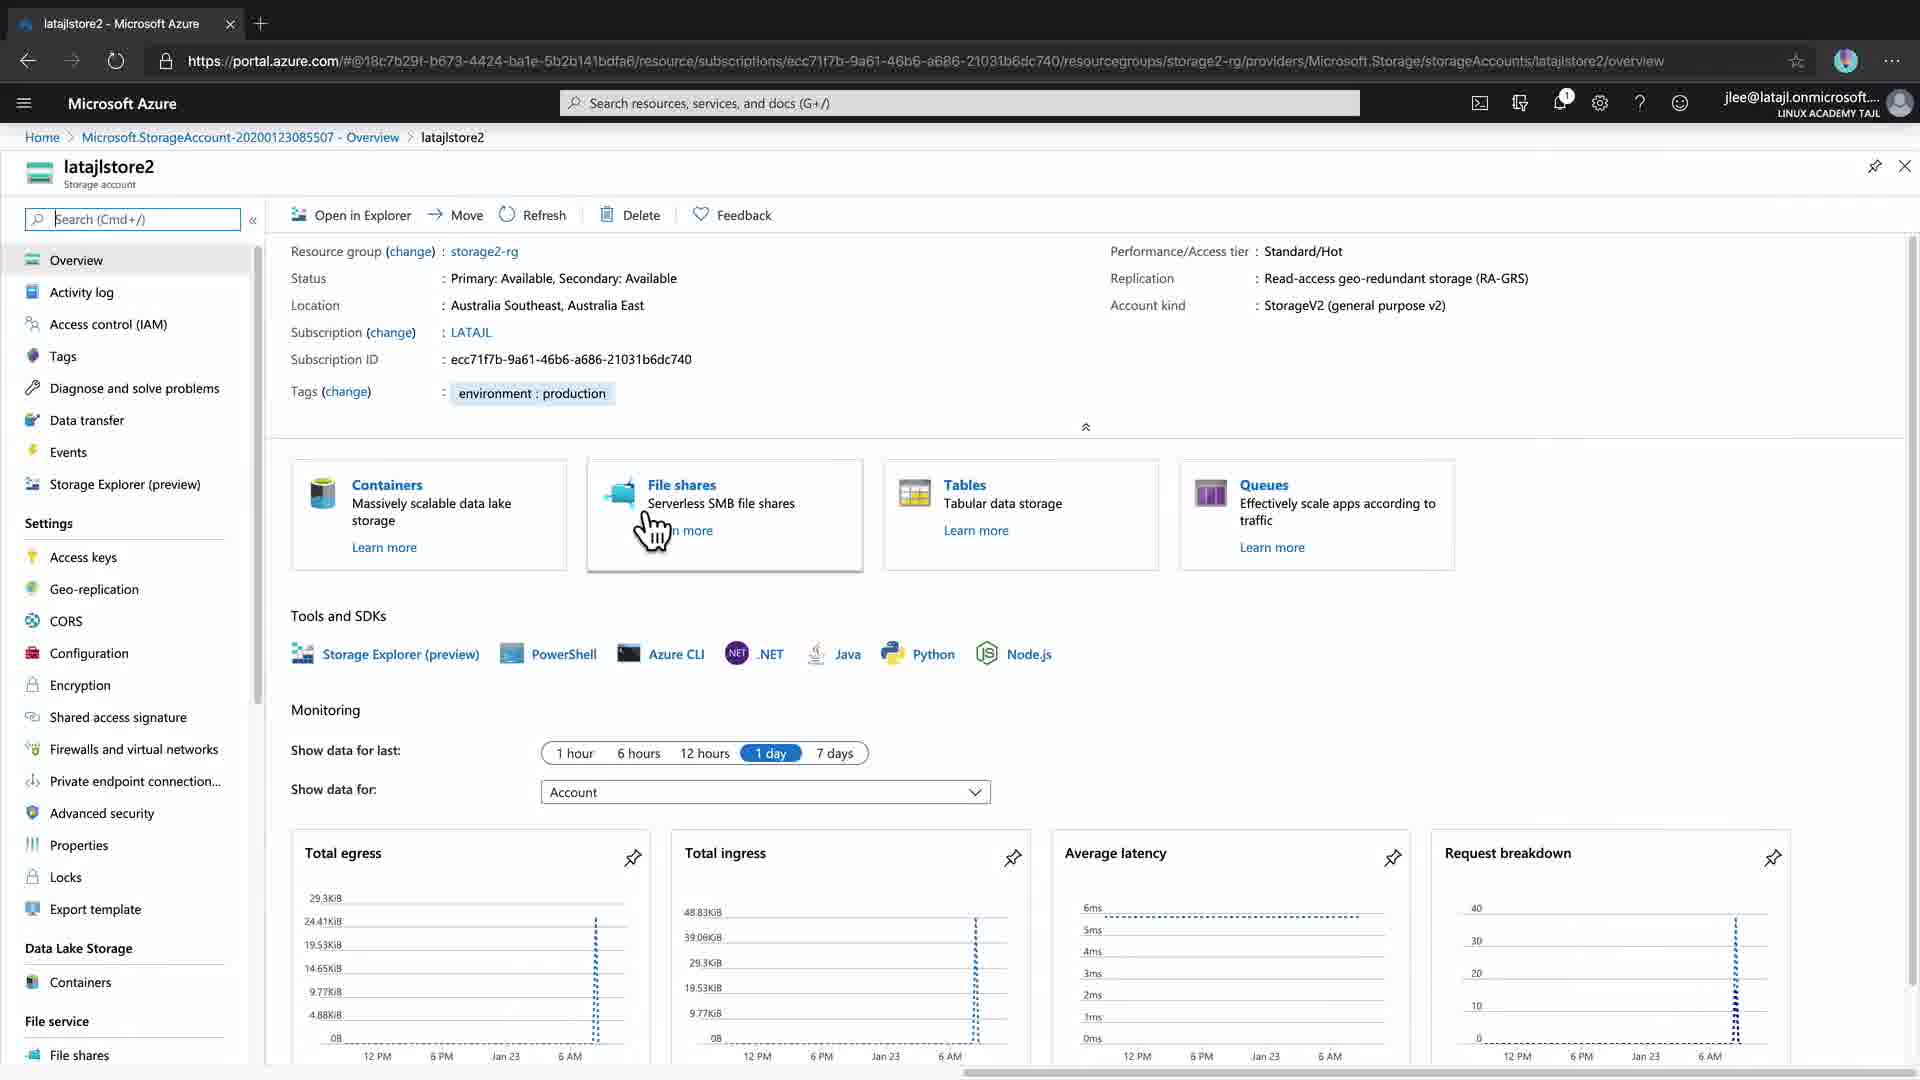 latajlstore2 - Microsoft Azure
https://portal.azure.com/#@18c7b29f-b673-4424-ba1e-5b2b141bdfa6/resource/subscriptions/ecc71f7b-9a61-46b6-a686-21031b6dc740/resourcegroups/storage2-rg/providers/Microsoft.Storage/storageAccounts/latajlstore2/overview
Microsoft Azure
Search resources, services, and docs (G+/)
1
jlee@latajl.onmicrosoft....
LINUX ACADEMY TAJL
Home > Microsoft.StorageAccount-20200123085507 - Overview > latajlstore2
latajlstore2
Storage account
Search (Cmd+/)
«
Overview
Activity log
Access control (IAM)
Tags
Diagnose and solve problems
Data transfer
Events
Storage Explorer (preview)
Settings
Access keys
Geo-replication
CORS
Configuration
Encryption
Shared access signature
Firewalls and virtual networks
Private endpoint connection...
Advanced security
Properties
Locks
Export template
Data Lake Storage
Containers
File service
File shares
Open in Explorer
Move
Refresh
Delete
Feedback
Resource group (change) : storage2-rg
Status : Primary: Available, Secondary: Available
Location : Australia Southeast, Australia East
Subscription (change) : LATAJL
Subscription ID : ecc71f7b-9a61-46b6-a686-21031b6dc740
Tags (change) : environment : production
Performance/Access tier : Standard/Hot
Replication : Read-access geo-redundant storage (RA-GRS)
Account kind : StorageV2 (general purpose v2)
Containers
Massively scalable data lake
storage
Learn more
File shares
Serverless SMB file shares
n more
Tables
Tabular data storage
Learn more
Queues
Effectively scale apps according to
traffic
Learn more
Tools and SDKs
Storage Explorer (preview)
PowerShell
Azure CLI
NET
.NET
Java
Python
Node.js
Monitoring
Show data for last:
1 hour
6 hours
12 hours
1 day
7 days
Show data for:
Account
Total egress
29.3KiB
24.41KiB
19.53KiB
14.65KiB
9.77KiB
4.88KiB
0B
12 PM
6 PM
Jan 23
6 AM
Total ingress
48.83KiB
39.06KiB
29.3KiB
19.53KiB
9.77KiB
0B
12 PM
6 PM
Jan 23
6 AM
Average latency
6ms
5ms
4ms
3ms
2ms
1ms
0ms
12 PM
6 PM
Jan 23
6 AM
Request breakdown
40
30
20
10
0
12 PM
6 PM
Jan 23
6 AM